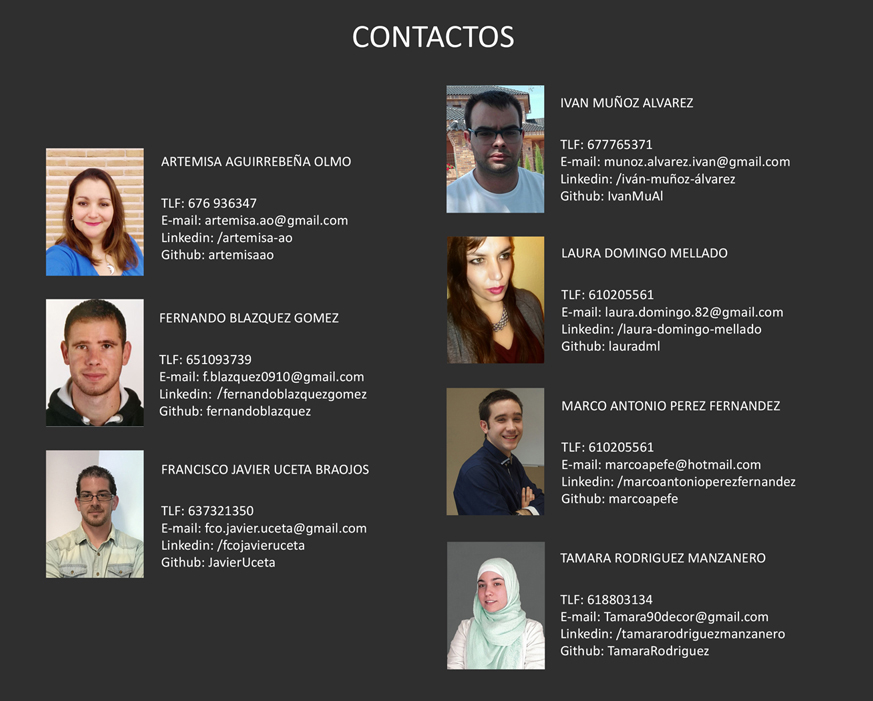 CONTACTOS
ARTEMISA AGUIRREBEÑA OLMO
TLF: 676 936347
E-mail: artemisa.ao@gmail.com
Linkedin: /artemisa-ao
Github: artemisaao
FERNANDO BLAZQUEZ GOMEZ
TLF: 651093739
E-mail: f.blazquez0910@gmail.com
Linkedin: /fernandoblazquezgomez
Github: fernandoblazquez
FRANCISCO JAVIER UCETA BRAOJOS
TLF: 637321350
E-mail: fco.javier.uceta@gmail.com
Linkedin: /fcojavieruceta
Github: JavierUceta
IVAN MUÑOZ ALVAREZ
TLF: 677765371
E-mail: munoz.alvarez.ivan@gmail.com
Linkedin: /iván-muñoz-álvarez
Github: IvanMuAl
LAURA DOMINGO MELLADO
TLF: 610205561
E-mail: laura.domingo.82@gmail.com
Linkedin: /laura-domingo-mellado
Github: lauradml
MARCO ANTONIO PEREZ FERNANDEZ
TLF: 610205561
E-mail: marcoapefe@hotmail.com
Linkedin: /marcoantonioperezfernandez
Github: marcoapefe
TAMARA RODRIGUEZ MANZANERO
TLF: 618803134
E-mail: Tamara90decor@gmail.com
Linkedin: /tamararodriguezmanzanero
Github: TamaraRodriguez